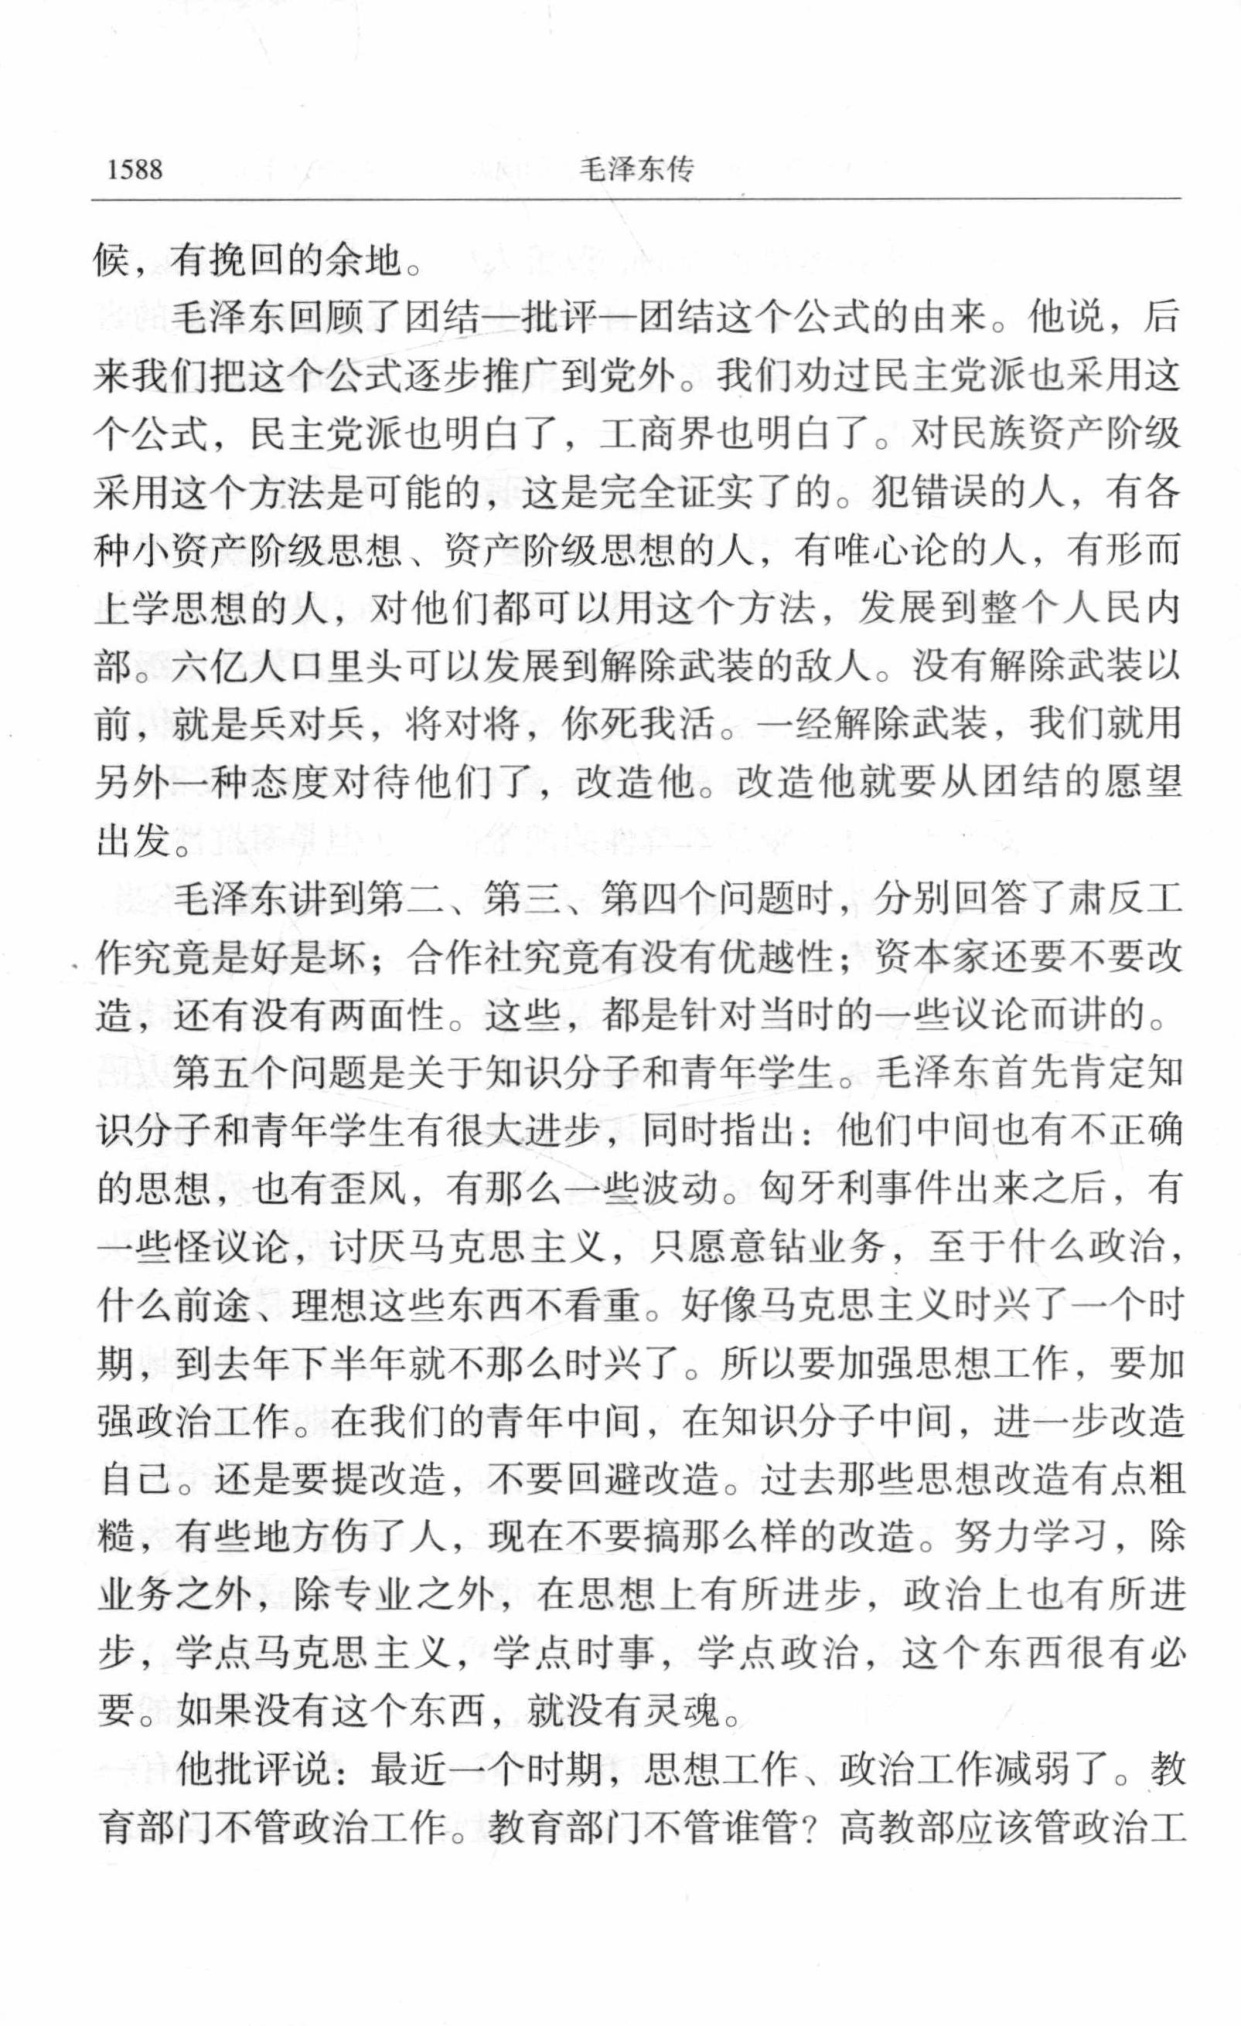 1588
毛泽东传
候，有挽回的余地。
毛泽东回顾了团结—批评—团结这个公式的由来。他说，后
来我们把这个公式逐步推广到党外。我们劝过民主党派也采用这
个公式，民主党派也明白了，工商界也明白了。对民族资产阶级
采用这个方法是可能的，这是完全证实了的。犯错误的人，有各
种小资产阶级思想、资产阶级思想的人，有唯心论的人，有形而
上学思想的人，对他们都可以用这个方法，发展到整个人民内
部。六亿人口里头可以发展到解除武装的敌人。没有解除武装以
前，就是兵对兵，将对将，你死我活。一经解除武装，我们就用
另外一种态度对待他们了，改造他。改造他就要从团结的愿望
出发。
毛泽东讲到第二、第三、第四个问题时，分别回答了肃反工
作究竟是好是坏；合作社究竟有没有优越性；资本家还要不要改
造，还有没有两面性。这些，都是针对当时的一些议论而讲的。
第五个问题是关于知识分子和青年学生。毛泽东首先肯定知
识分子和青年学生有很大进步，同时指出：他们中间也有不正确
的思想，也有歪风，有那么一些波动。匈牙利事件出来之后，有
一些怪议论，讨厌马克思主义，只愿意钻业务，至于什么政治，
什么前途、理想这些东西不看重。好像马克思主义时兴了一个时
期，到去年下半年就不那么时兴了。所以要加强思想工作，要加
强政治工作。在我们的青年中间，在知识分子中间，进一步改造
自己。还是要提改造，不要回避改造。过去那些思想改造有点粗
糙，有些地方伤了人，现在不要搞那么样的改造。努力学习，除
业务之外，除专业之外，在思想上有所进步，政治上也有所进
步，学点马克思主义，学点时事，学点政治，这个东西很有必
要。如果没有这个东西，就没有灵魂。
他批评说：最近一个时期，思想工作、政治工作减弱了。教
育部门不管政治工作。教育部门不管谁管？高教部应该管政治工